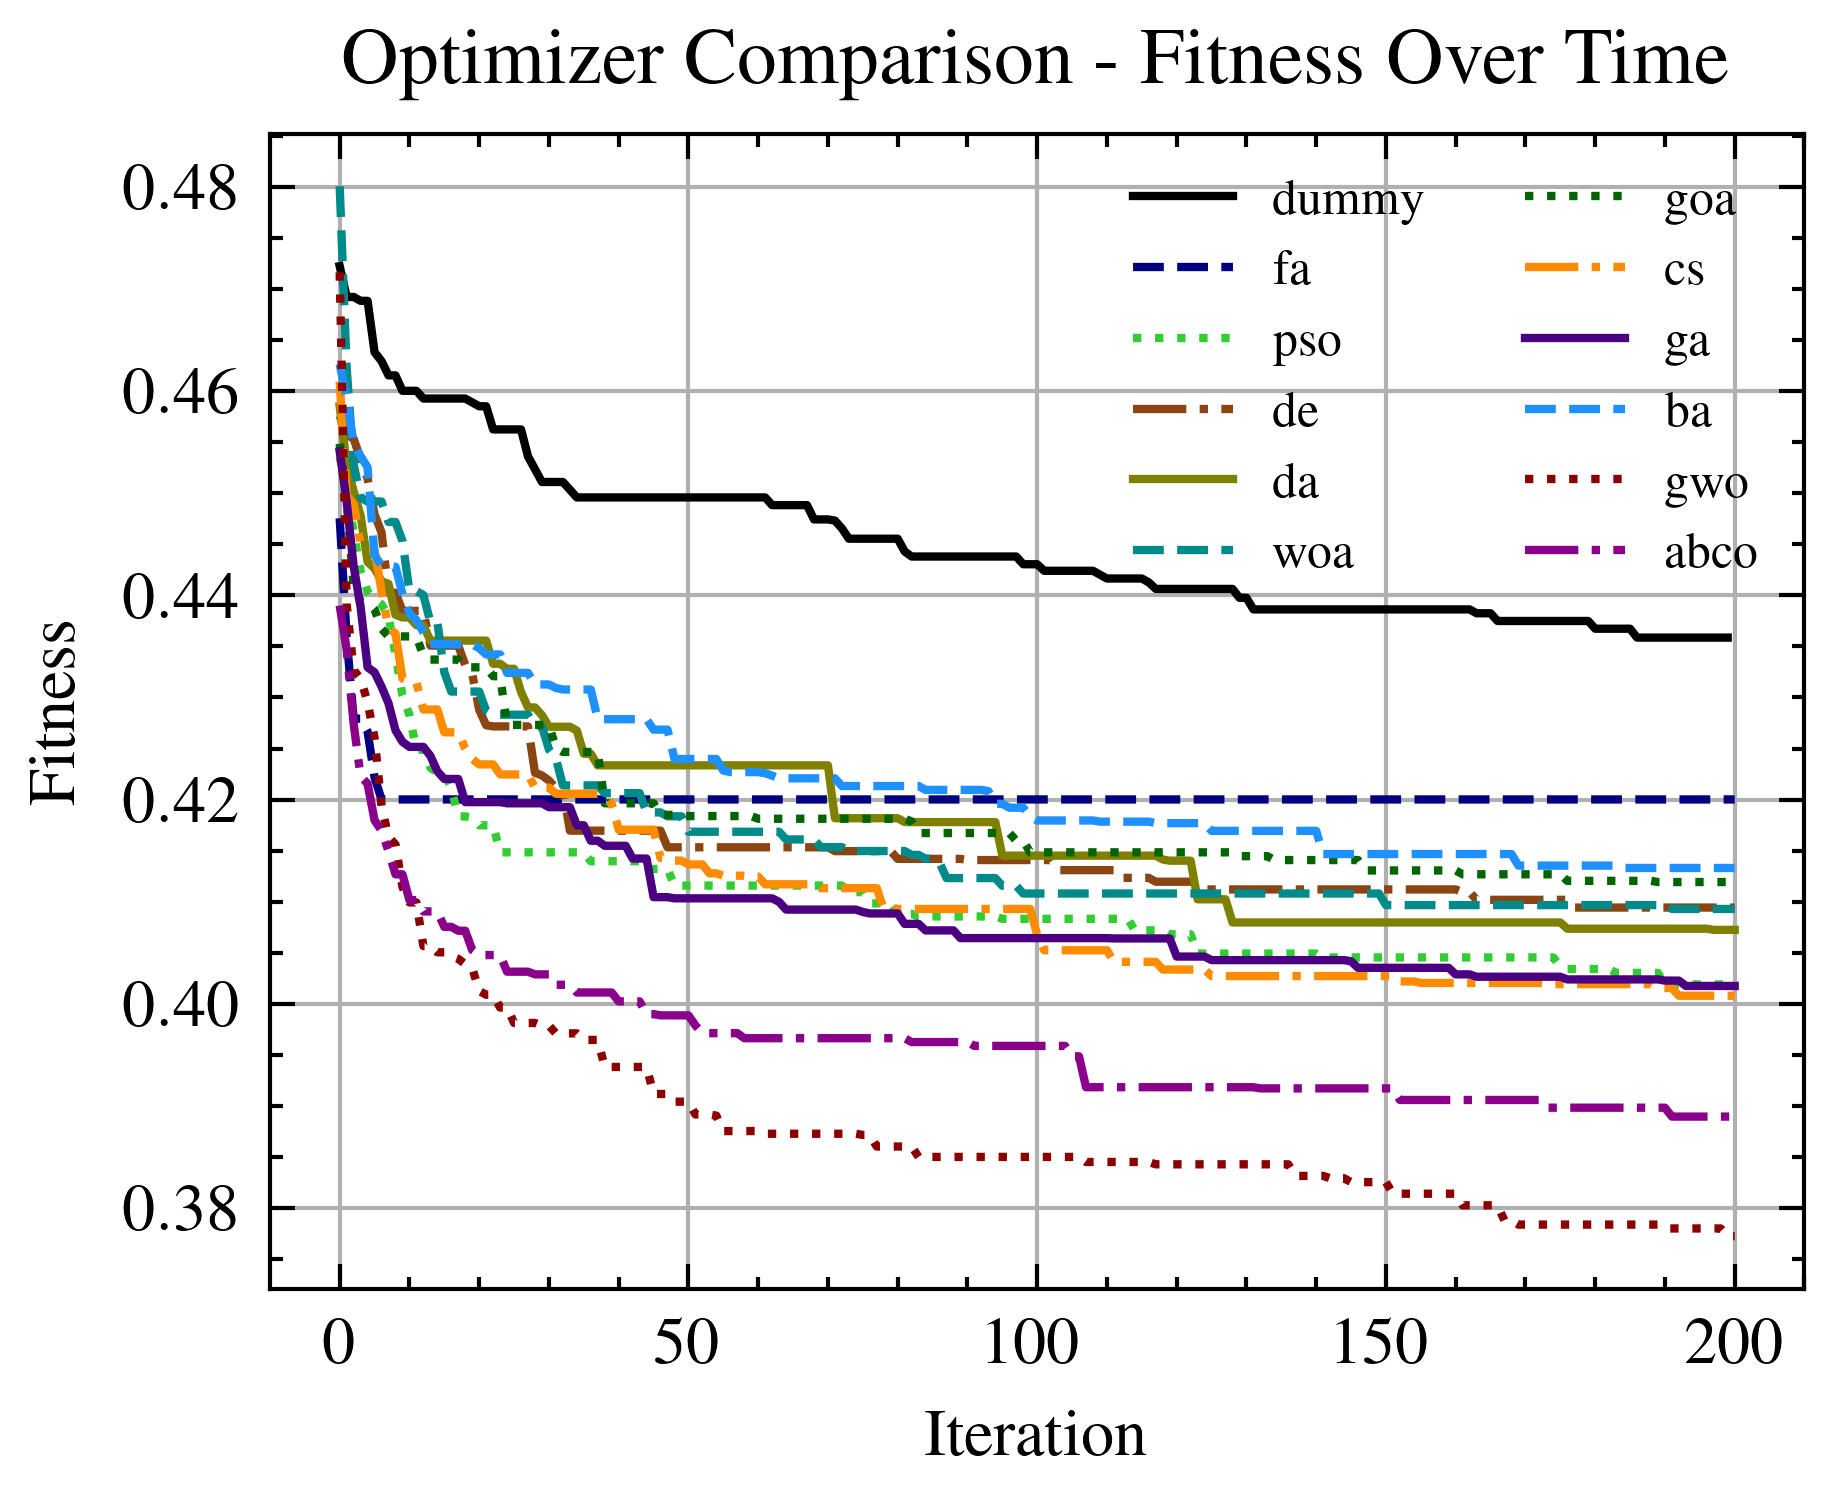 Optimizer Comparison - Fitness Over Time
Fitness
0.48
0.46
0.44
0.42
0.40
0.38
dummy
fa
pso
de
da
woa
goa
cs
ga
ba
gwo
abco
0 50 100 150 200
Iteration